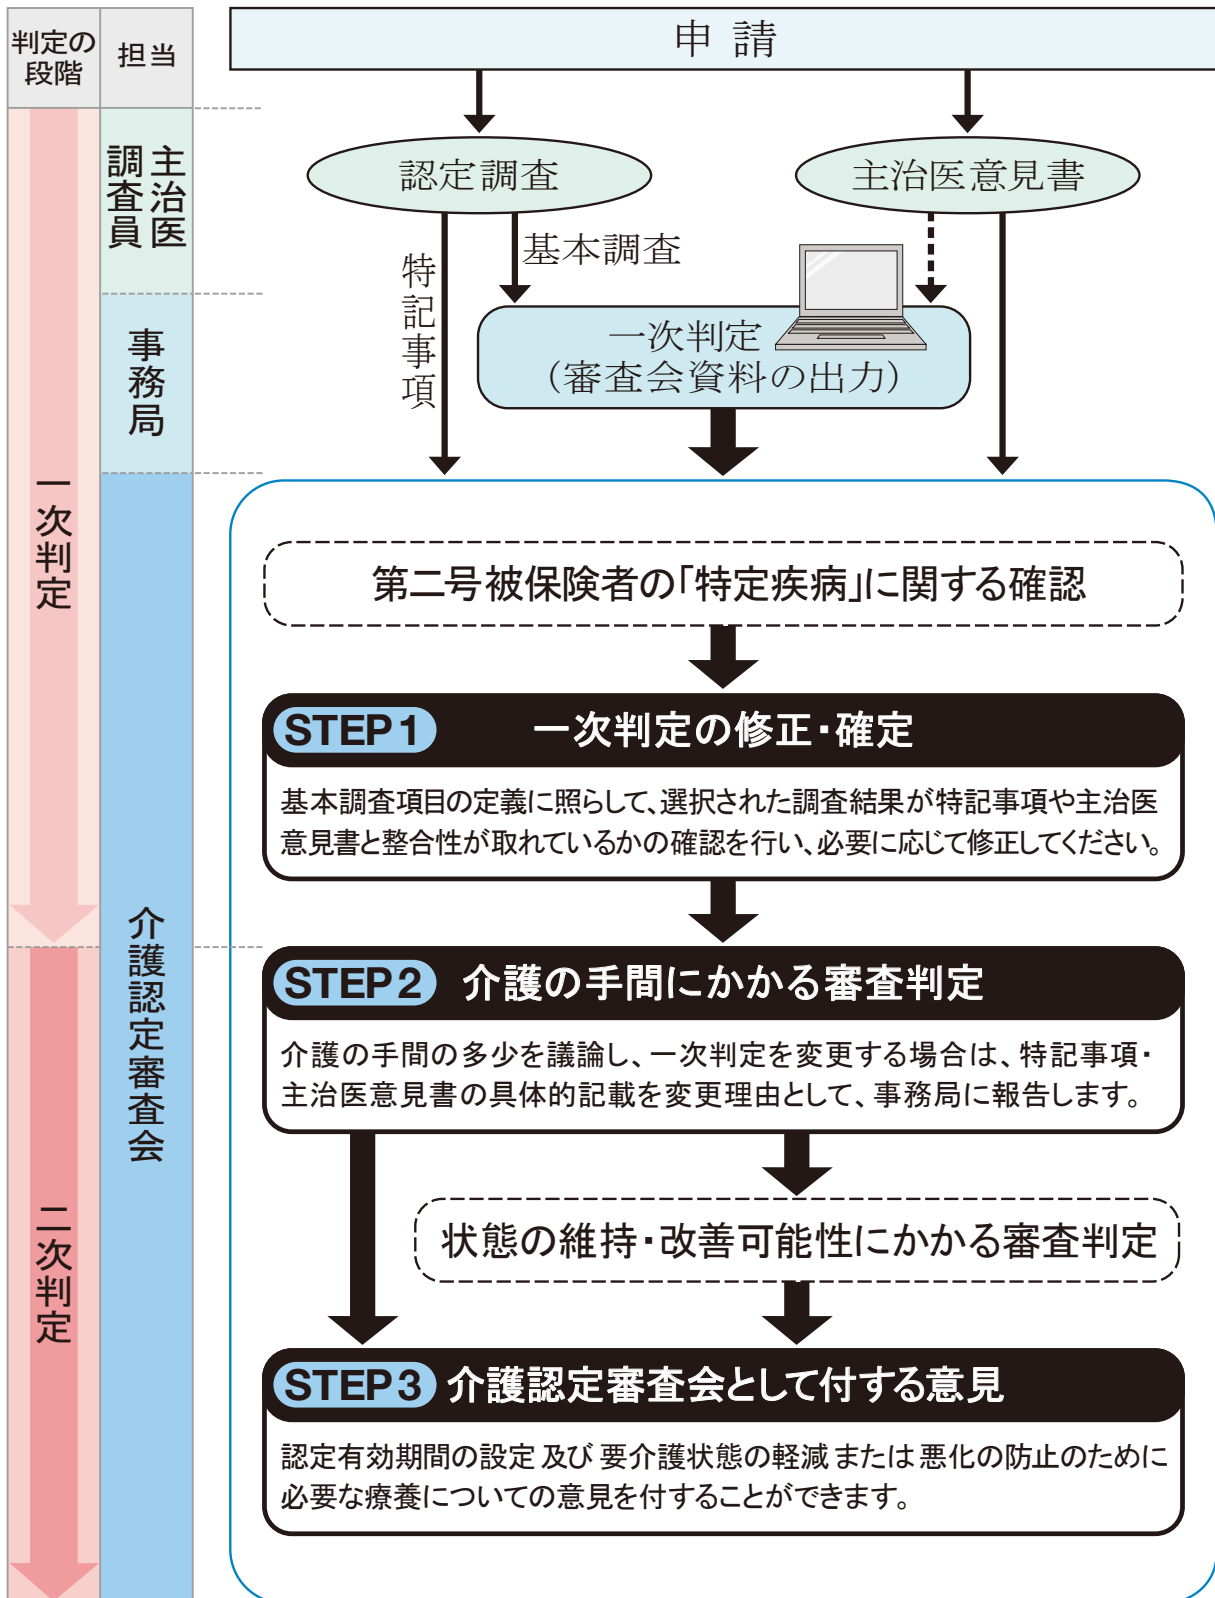 判定の
段階
担当
申請
主治医
調査員
認定調査
主治医意見書
基本調査
特記事項
事務局
一次判定
（審査会資料の出力）
一次判定
第二号被保険者の「特定疾病」に関する確認
STEP1 一次判定の修正・確定
基本調査項目の定義に照らして、選択された調査結果が特記事項や主治医
意見書と整合性が取れているかの確認を行い、必要に応じて修正してください。
介護認定審査会
STEP2 介護の手間にかかる審査判定
介護の手間の多少を議論し、一次判定を変更する場合は、特記事項・
主治医意見書の具体的記載を変更理由として、事務局に報告します。
二次判定
状態の維持・改善可能性にかかる審査判定
STEP3 介護認定審査会として付する意見
認定有効期間の設定 及び 要介護状態の軽減 または 悪化の防止のために
必要な療養についての意見を付することができます。